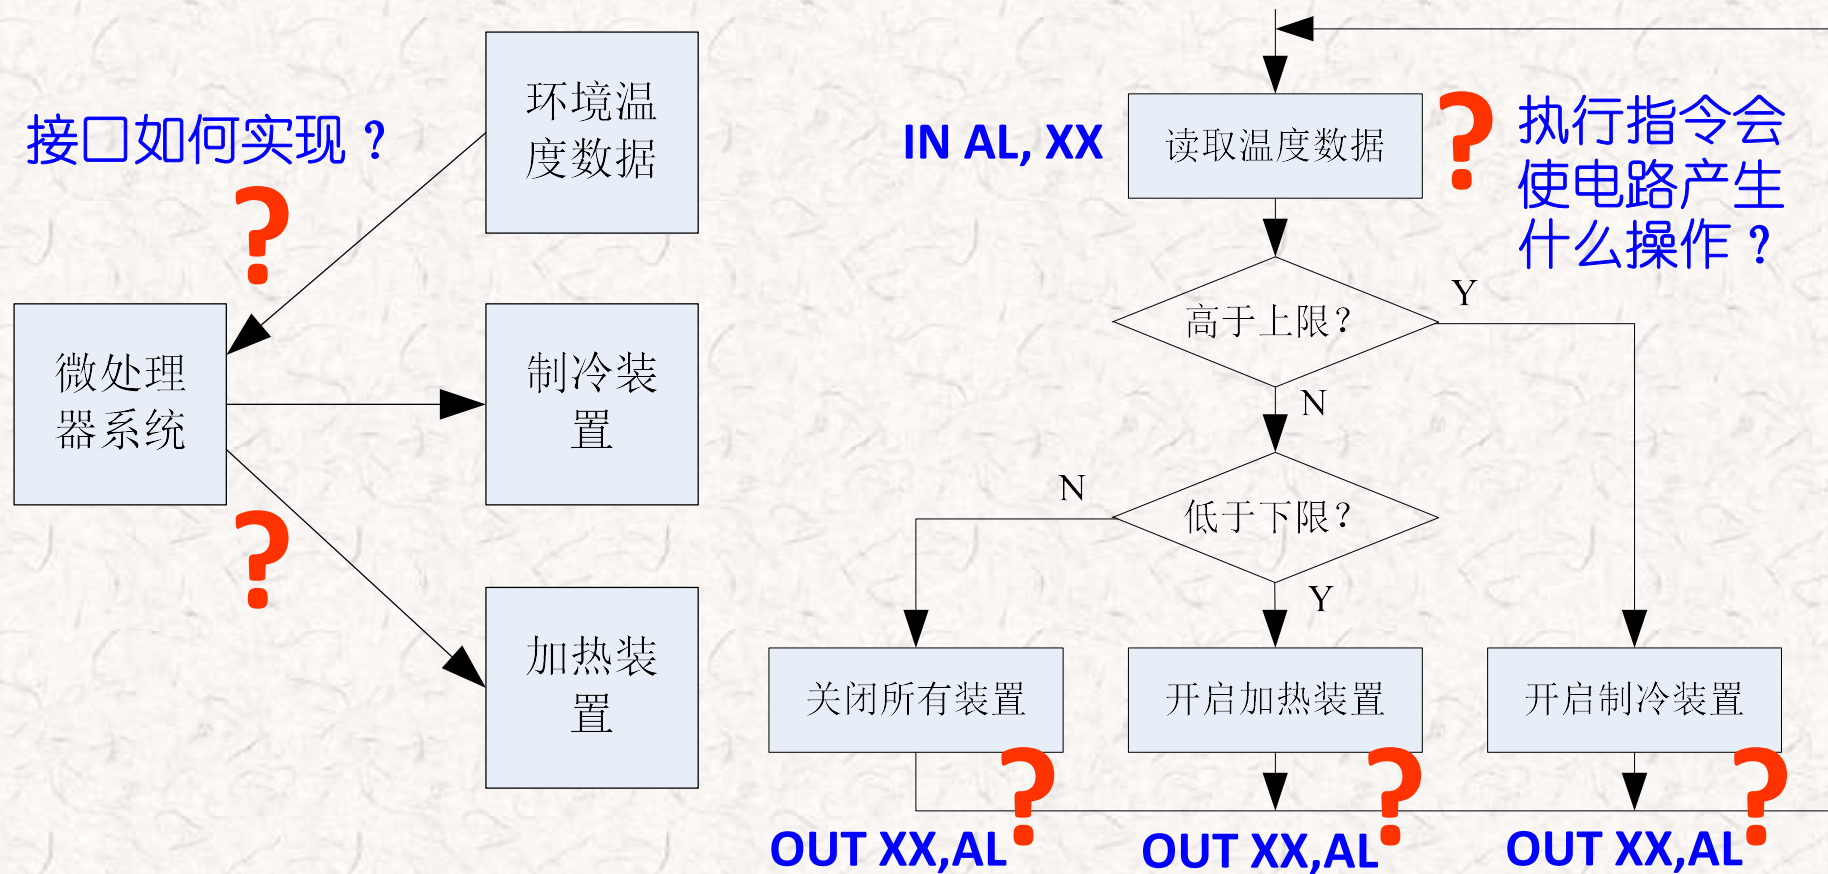 接口如何实现？
环境温
度数据
微处理
器系统
制冷装
置
加热装
置
IN AL, XX
读取温度数据
执行指令会
使电路产生
什么操作？
?
?
?
高于上限?
Y
N
低于下限?
N
Y
关闭所有装置
开启加热装置
开启制冷装置
?
?
?
OUT XX,AL
OUT XX,AL
OUT XX,AL